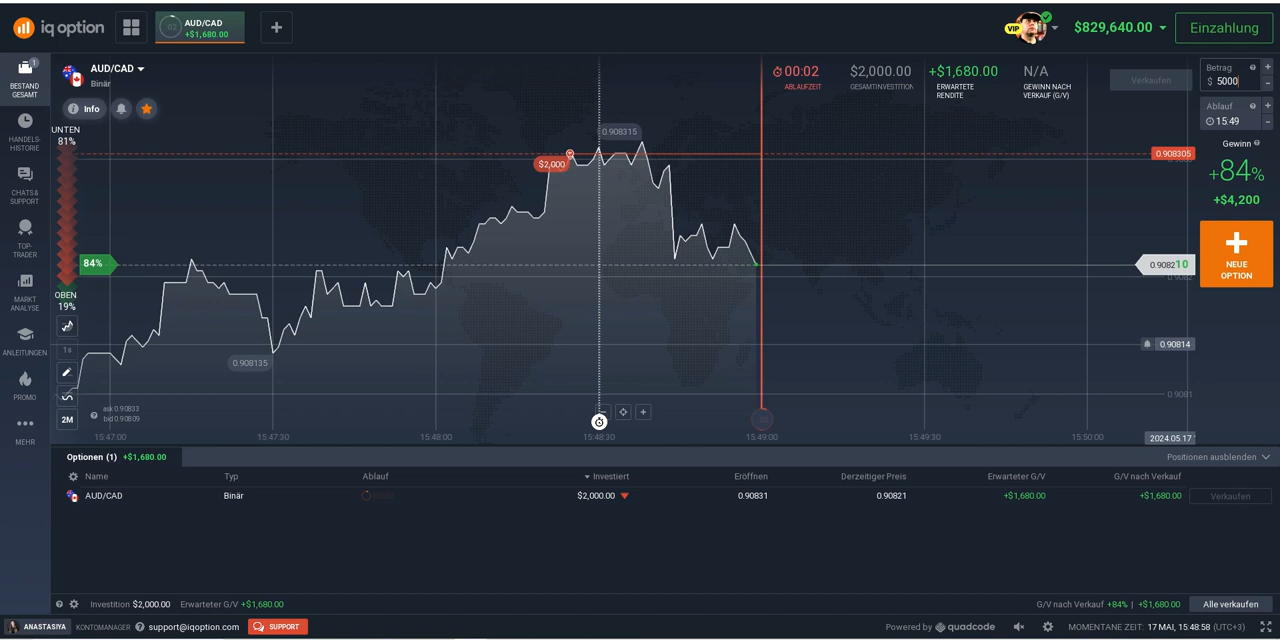 iq option
AUD/CAD
+$1,680.00
VIP
$829,640.00
Einzahlung
1
BESTAND
GESAMT
HANDELS-
HISTORIE
CHATS &
SUPPORT
TOP-
TRADER
MARKT
ANALYSE
ANLEITUNGEN
PROMO
MEHR
AUD/CAD
Binär
Info
UNTEN
81%
84%
OBEN
19%
1s
2M
ask 0.90833
bid 0.90809
00:02
ABLAUFZEIT
$2,000.00
GESAMTINVESTITION
+$1,680.00
ERWARTETE
RENDITE
N/A
GEWINN NACH
VERKAUF (G/V)
Verkaufen
0.908315
$2,000
0.908135
0.908305
0.908210
0.90814
0.9081
15:47:00
15:47:30
15:48:00
15:48:30
15:49:00
15:49:30
15:50:00
2024.05.17
Betrag
$ 5000
Ablauf
15:49
Gewinn
+84%
+$4,200
NEUE
OPTION
Optionen (1) +$1,680.00
Positionen ausblenden
Name Typ Ablauf Investiert Eröffnen Derzeitiger Preis Erwarteter G/V G/V nach Verkauf
AUD/CAD Binär $2,000.00 0.90831 0.90821 +$1,680.00 +$1,680.00 Verkaufen
Investition $2,000.00 Erwarteter G/V +$1,680.00
G/V nach Verkauf +84% | +$1,680.00 Alle verkaufen
ANASTASIYA KONTOMANAGER support@iqoption.com SUPPORT
Powered by quadcode MOMENTANE ZEIT: 17 MAI, 15:48:58 (UTC+3)